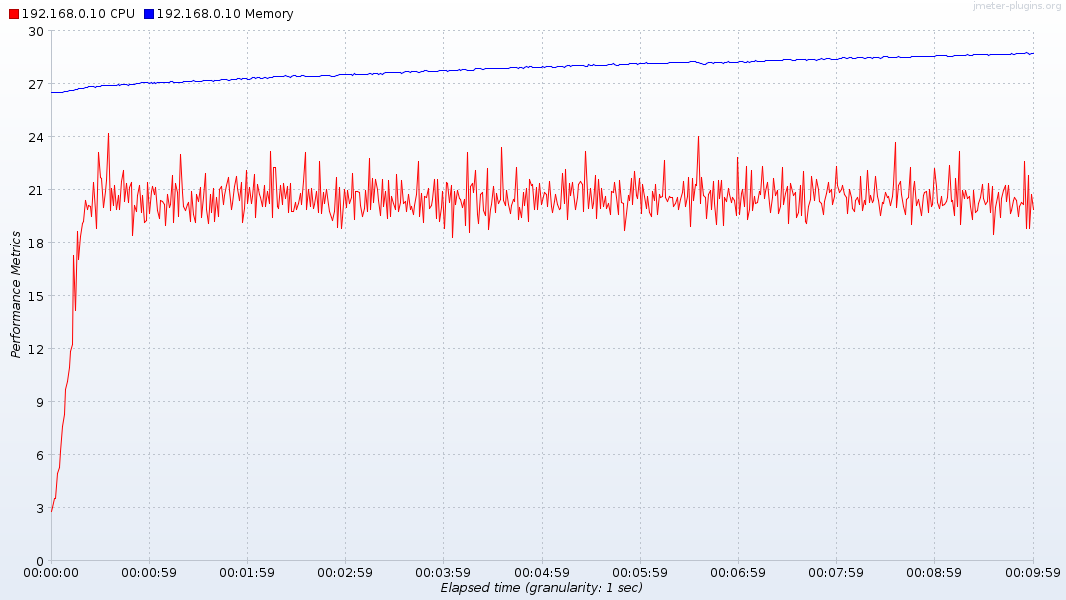 jmeter-plugins.org
192.168.0.10 CPU 192.168.0.10 Memory
30
27
24
21
18
15
12
9
6
3
0
Performance Metrics
00:00:00 00:00:59 00:01:59 00:02:59 00:03:59 00:04:59 00:05:59 00:06:59 00:07:59 00:08:59 00:09:59
Elapsed time (granularity: 1 sec)